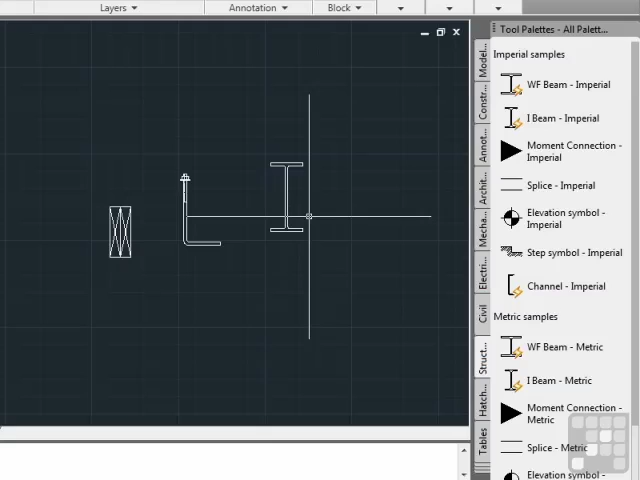 Layers
Annotation
Block
Tool Palettes - All Palett...
Model...
Constr...
Annot...
Archit...
Mecha...
Electri...
Civil
Struct...
Hatch...
Tables
Imperial samples
WF Beam - Imperial
I Beam - Imperial
Moment Connection -
Imperial
Splice - Imperial
Elevation symbol -
Imperial
Step symbol - Imperial
Channel - Imperial
Metric samples
WF Beam - Metric
I Beam - Metric
Moment Connection -
Metric
Splice - Metric
Elevation symbol -